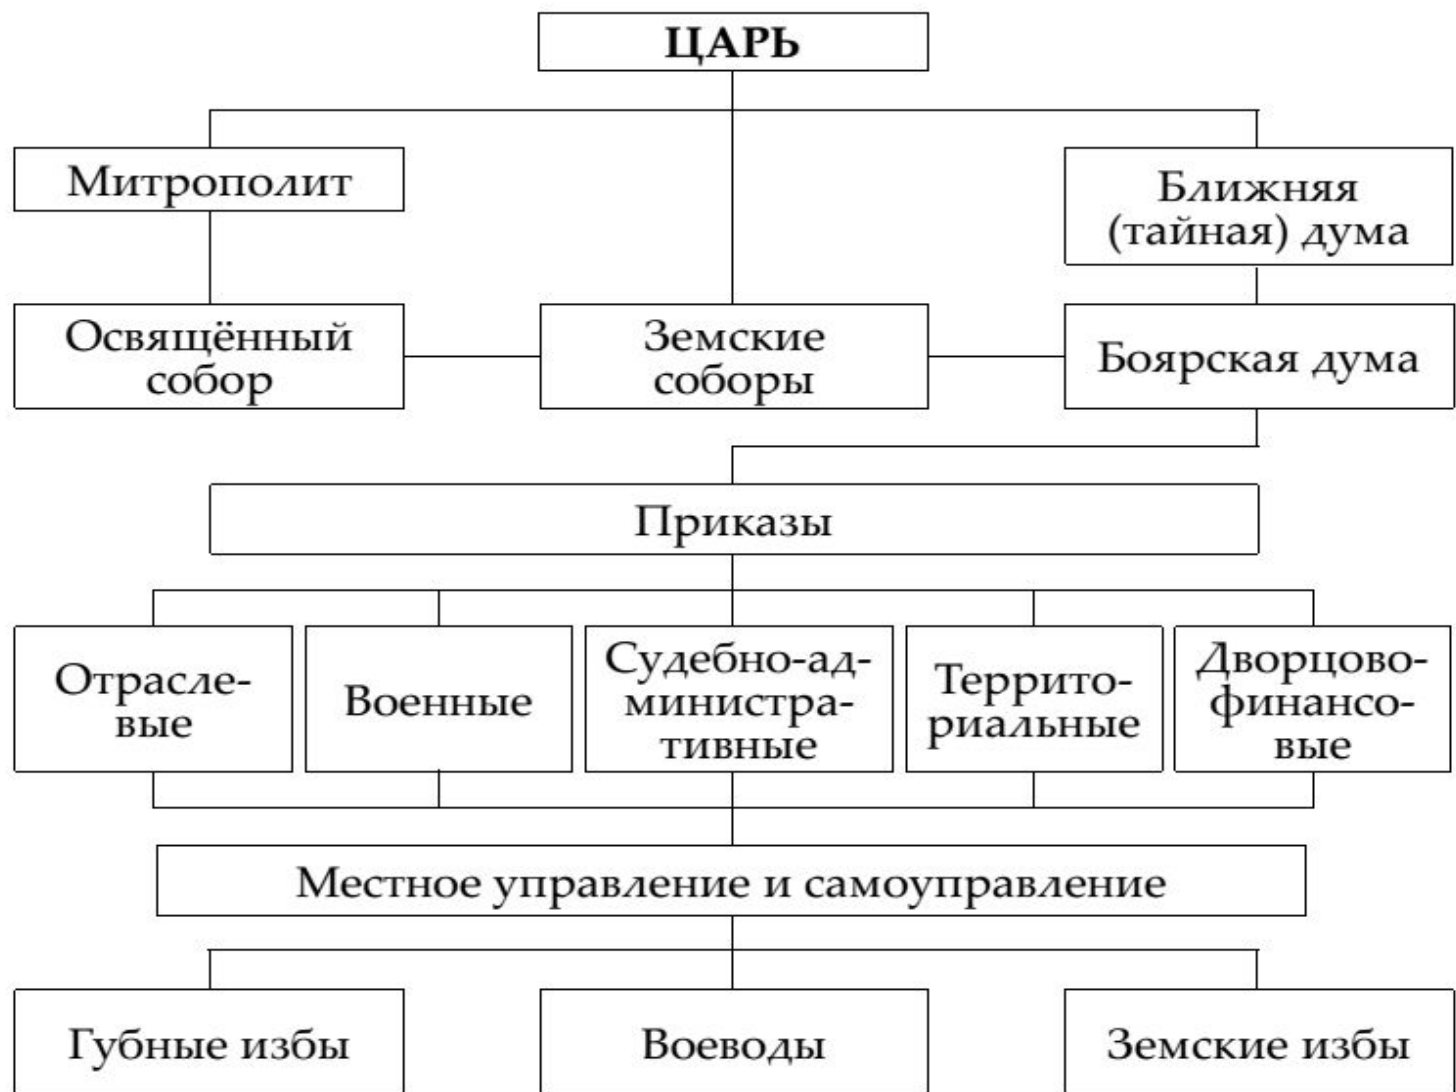 ЦАРЬ
Митрополит
Ближняя
(тайная) дума
Освящённый
собор
Земские
соборы
Боярская дума
Приказы
Отрасле-
вые
Военные
Судебно-ад-
министра-
тивные
Террито-
риальные
Дворцово-
финансо-
вые
Местное управление и самоуправление
Губные избы
Воеводы
Земские избы